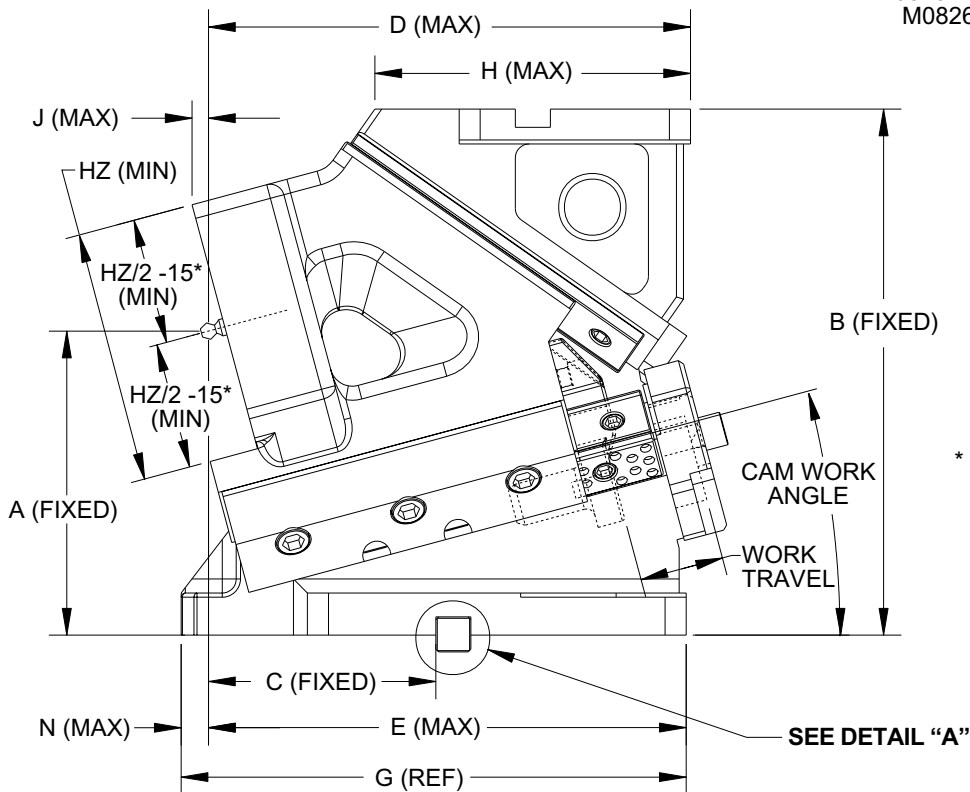 M0826
D (MAX)
H (MAX)
J (MAX)
HZ (MIN)
HZ/2 -15*
(MIN)
B (FIXED)
HZ/2 -15*
(MIN)
*
CAM WORK
ANGLE
A (FIXED)
WORK
TRAVEL
C (FIXED)
N (MAX)
E (MAX)
SEE DETAIL “A”
G (REF)